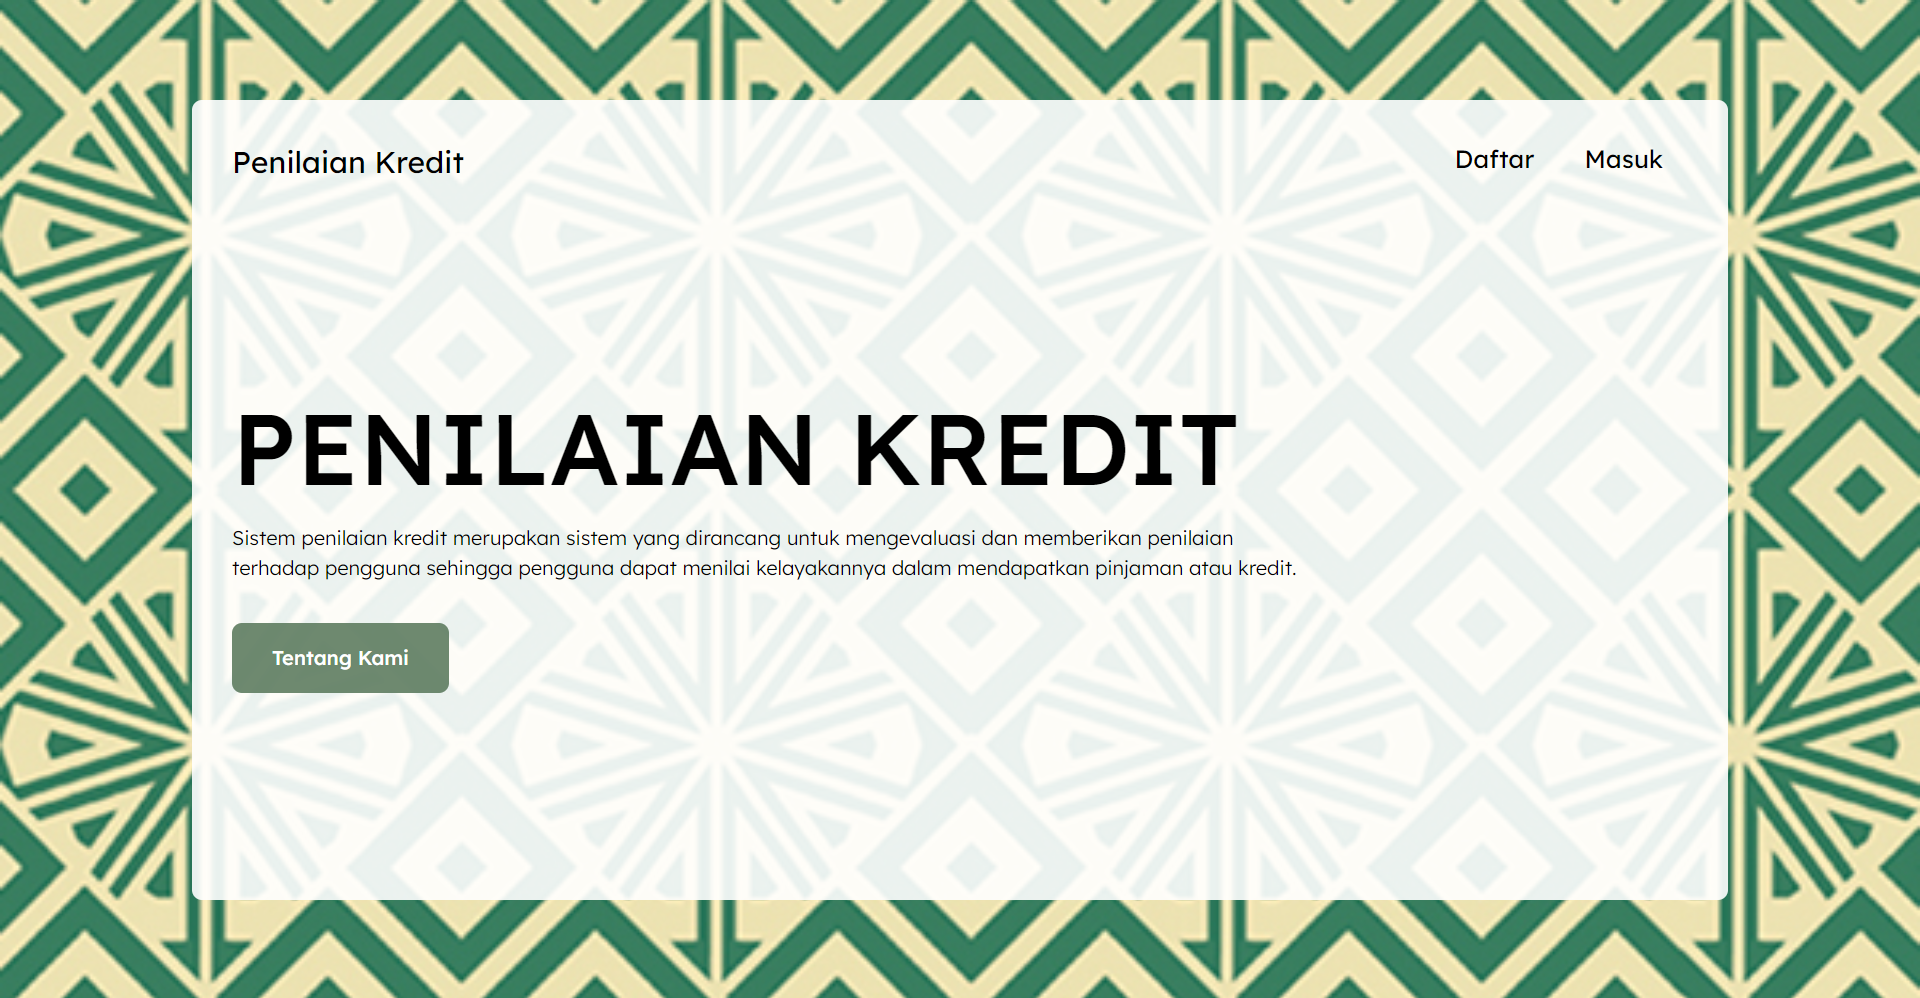 Penilaian Kredit
Daftar
Masuk
PENILAIAN KREDIT
Sistem penilaian kredit merupakan sistem yang dirancang untuk mengevaluasi dan memberikan penilaian
terhadap pengguna sehingga pengguna dapat menilai kelayakannya dalam mendapatkan pinjaman atau kredit.
Tentang Kami